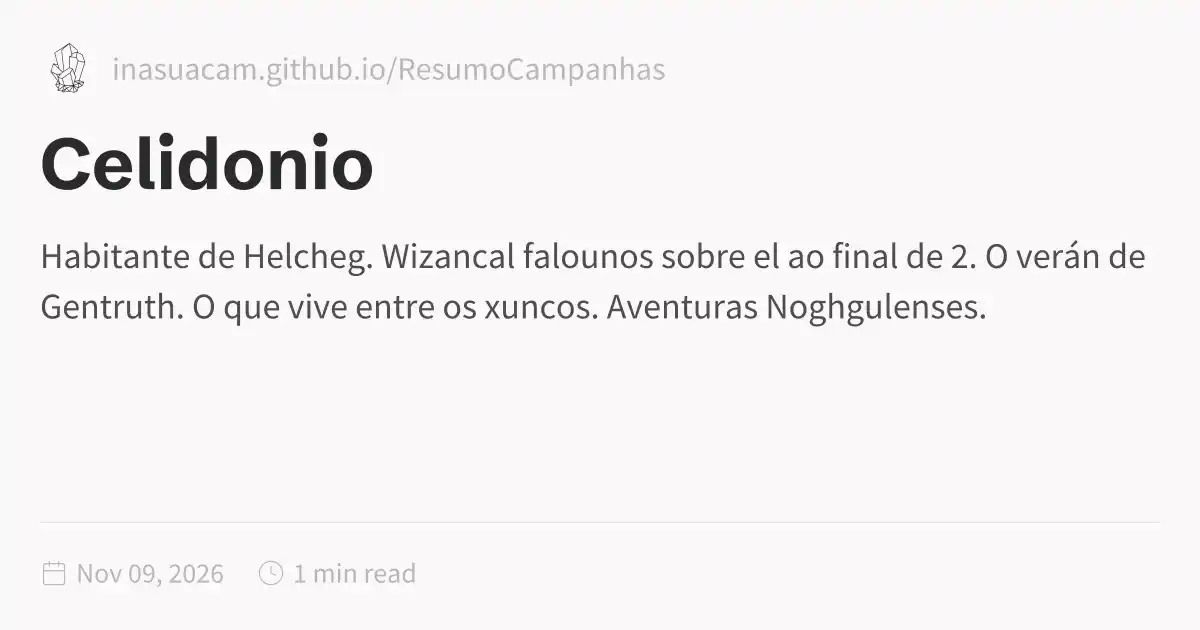 inasuacam.github.io/ResumoCampanhas
Celidonio
Habitante de Helcheg. Wizancal falounos sobre el ao final de 2. O verán de
Gentruth. O que vive entre os xuncos. Aventuras Noghgulenses.
Nov 09, 2026 1 min read